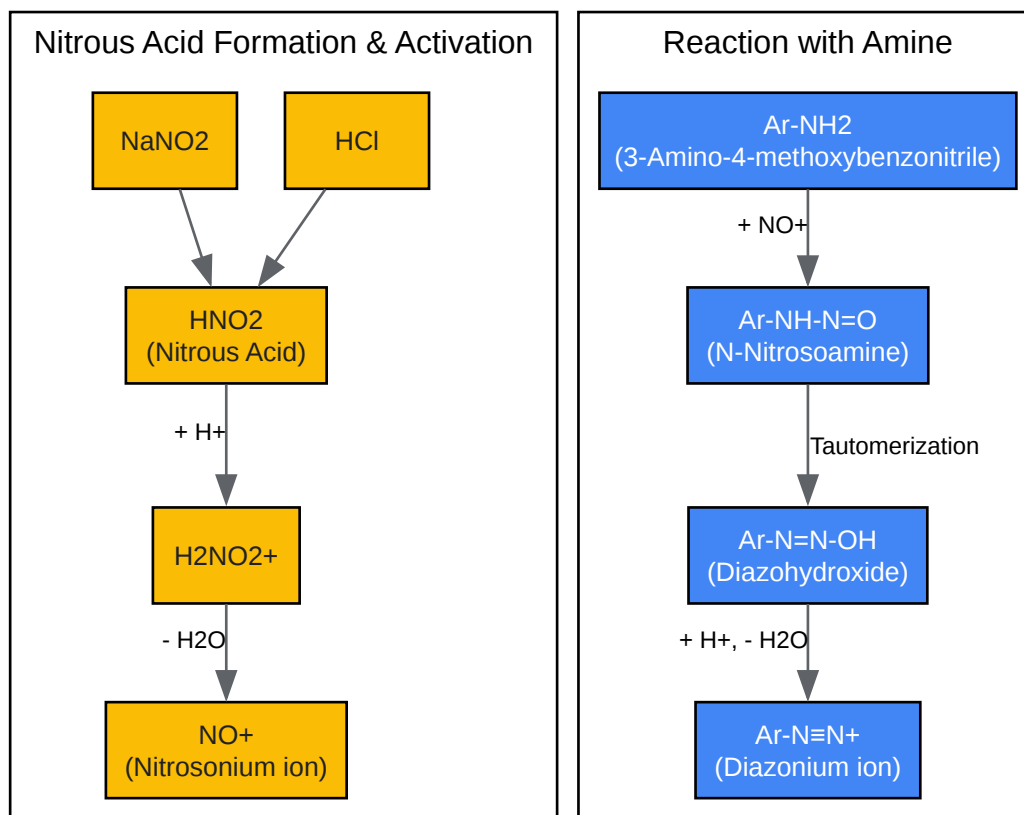 Nitrous Acid Formation & Activation
NaNO2
HCl
HNO2
(Nitrous Acid)
+ H+
H2NO2+
- H2O
NO+
(Nitrosonium ion)
Reaction with Amine
Ar-NH2
(3-Amino-4-methoxybenzonitrile)
+ NO+
Ar-NH-N=O
(N-Nitrosoamine)
Tautomerization
Ar-N=N-OH
(Diazohydroxide)
+ H+, - H2O
Ar-N≡N+
(Diazonium ion)